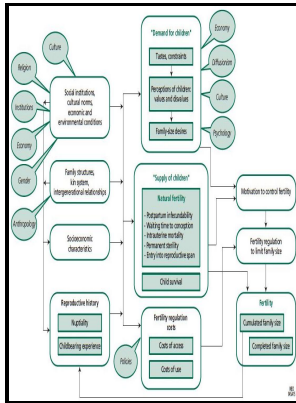 Culture
Religion
Institutions
Economy
Gender
Anthropology
Social institutions,
cultural norms,
economic and
environmental conditions
Family structures,
kin system,
intergenerational relationships
Socioeconomic
characteristics
Reproductive history
Nuptiality
Childbearing experience
"Demand for children"
Tastes, constraints
Perceptions of children:
values and disvalues
Family-size desires
Economy
Diffusionism
Culture
Psychology
"Supply of children"
Natural fertility
- Postpartum infecundability
- Waiting time to conception
- Intrauterine mortality
- Permanent sterility
- Entry into reproductive span
Child survival
Fertility regulation
costs
Costs of access
Costs of use
Policies
Motivation to control fertility
Fertility regulation
to limit family size
Fertility
Cumulated family size
Completed family size